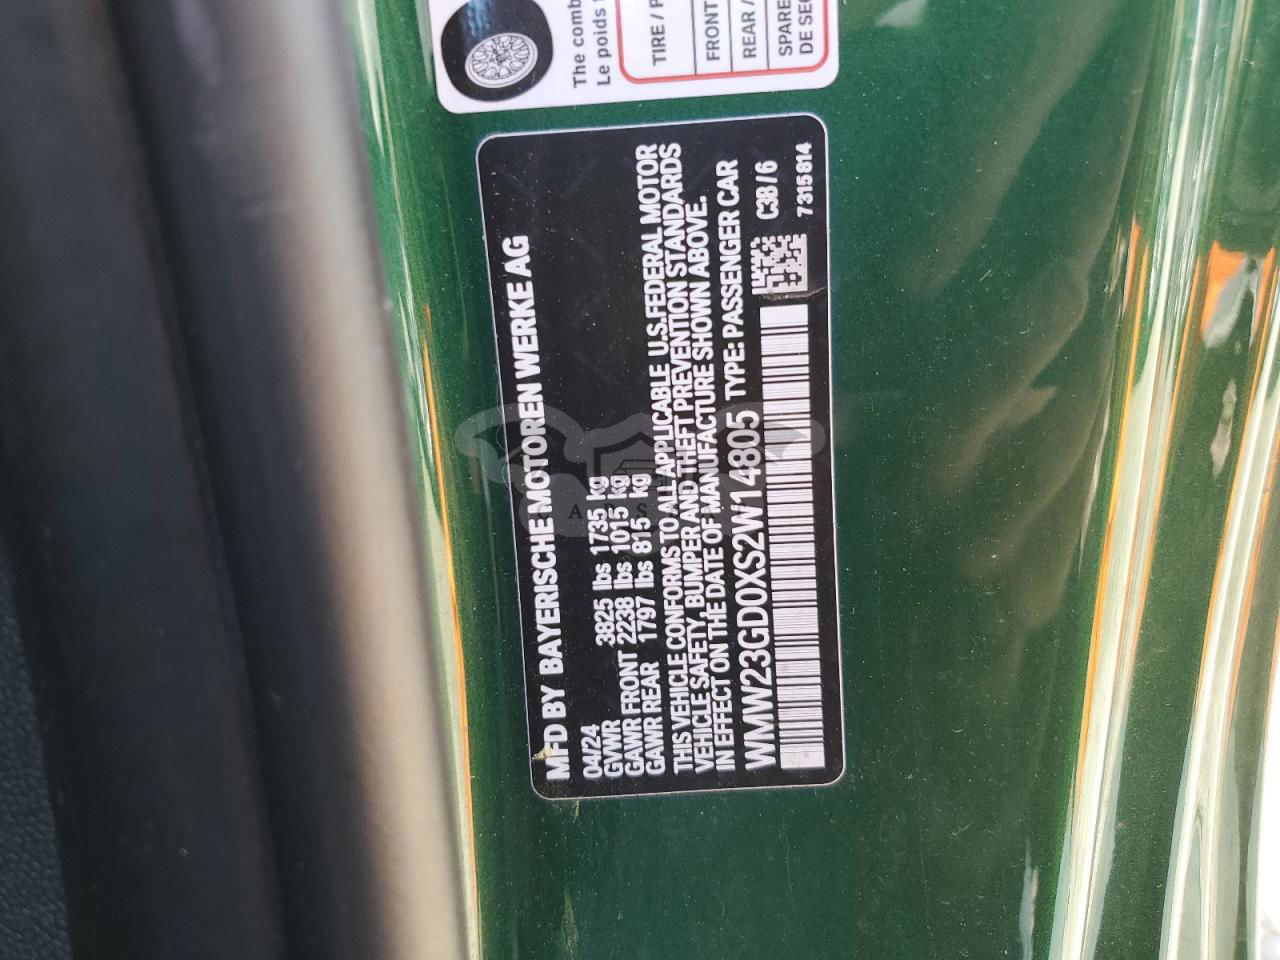 The comb
Le poids
TIRE / P
FRONT
REAR /
SPARE
DE SEC
MFD BY BAYERISCHE MOTOREN WERKE AG
04/24
GVWR 3825 lbs 1735 kg
GAWR FRONT 2238 lbs 1015 kg
GAWR REAR 1797 lbs 815 kg
THIS VEHICLE CONFORMS TO ALL APPLICABLE U.S.FEDERAL MOTOR
VEHICLE SAFETY, BUMPER AND THEFT PREVENTION STANDARDS
IN EFFECT ON THE DATE OF MANUFACTURE SHOWN ABOVE.
WMW23GD0XS2W14805 TYPE: PASSENGER CAR
C3B/6
7315814